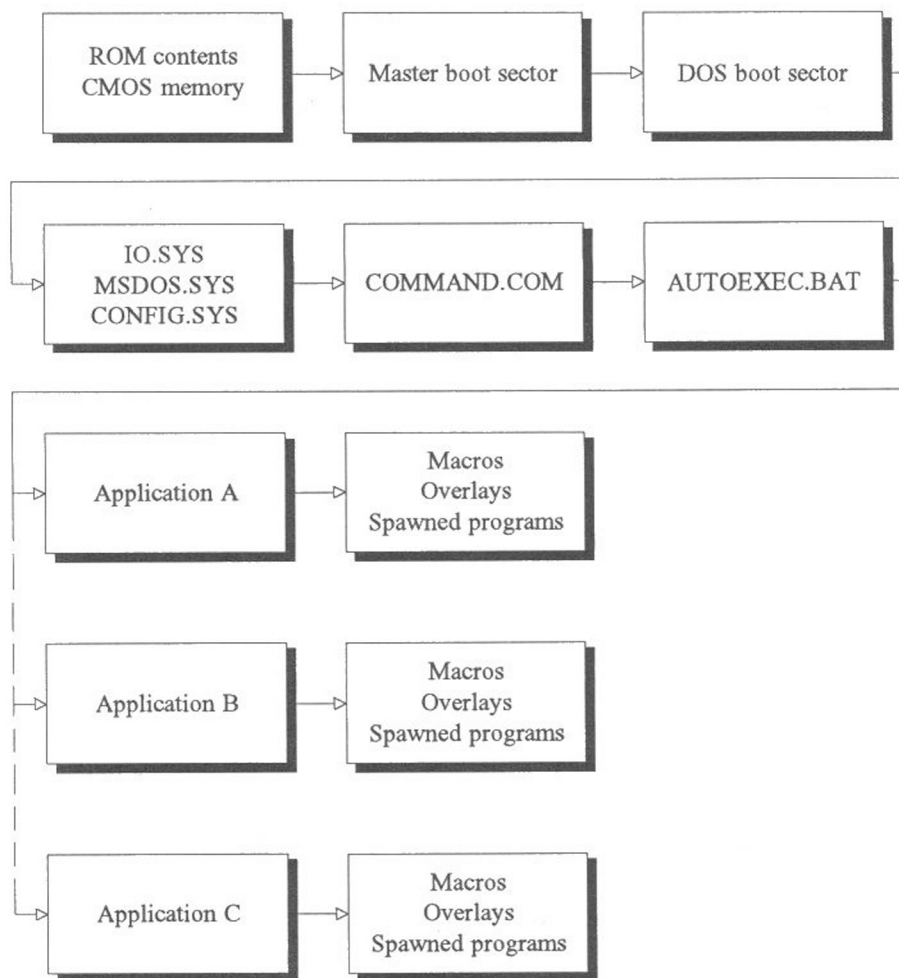 ROM contents
CMOS memory
Master boot sector
DOS boot sector
IO.SYS
MSDOS.SYS
CONFIG.SYS
COMMAND.COM
AUTOEXEC.BAT
Application A
Macros
Overlays
Spawned programs
Application B
Macros
Overlays
Spawned programs
Application C
Macros
Overlays
Spawned programs